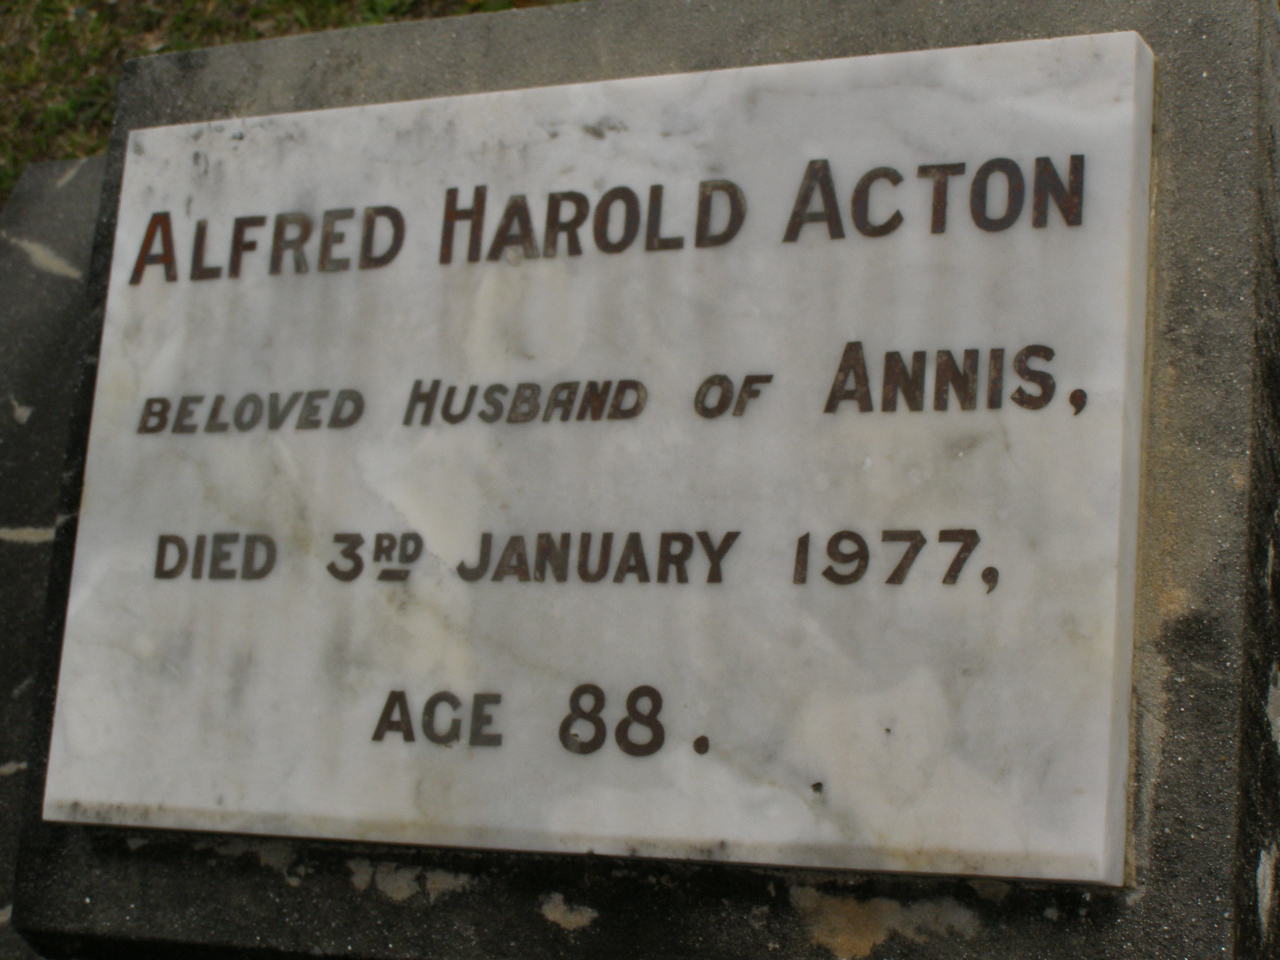 ALFRED HAROLD ACTON
BELOVED HUSBAND OF ANNIS,
DIED 3RD JANUARY 1977,
AGE 88.